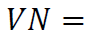 VN =